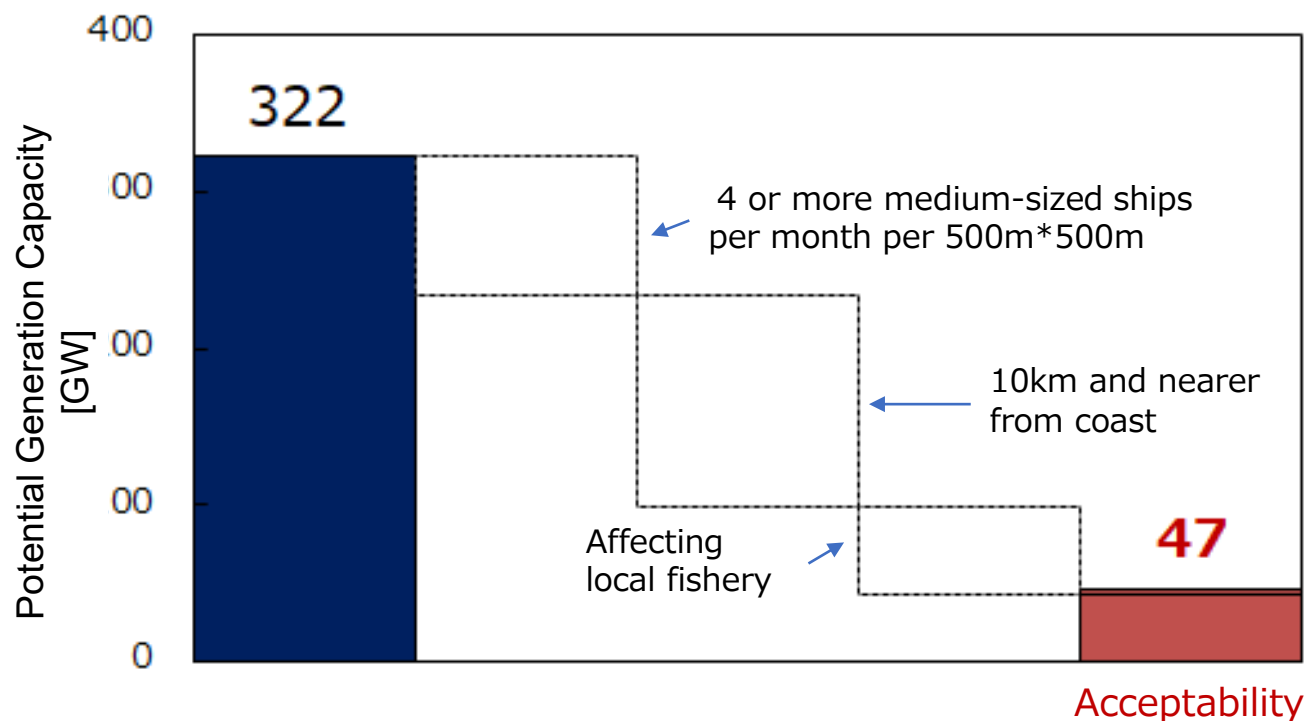 Potential Generation Capacity
[GW]
400
322
00
00
00
0
4 or more medium-sized ships
per month per 500m*500m
10km and nearer
from coast
Affecting
local fishery
47
Acceptability